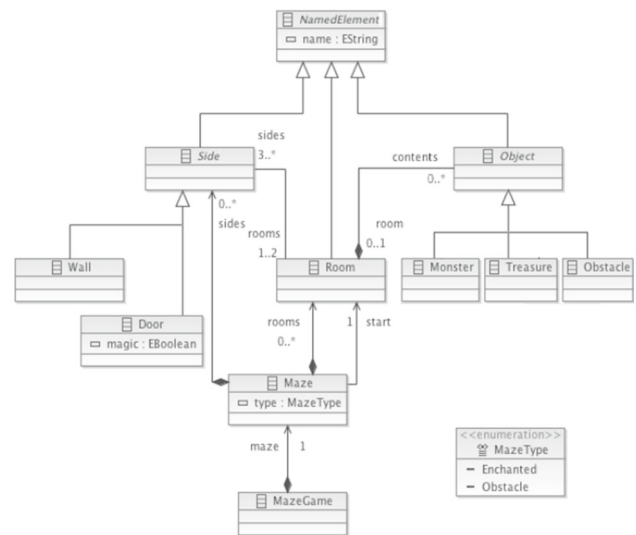 NamedElement
name : EString
sides
3..*
Side
contents
0..*
Object
0..*
sides
rooms
1..2
room
0..1
Wall
Room
Monster
Treasure
Obstacle
Door
magic : EBoolean
rooms
0..*
1
start
Maze
type : MazeType
maze
1
<<enumeration>>
MazeType
Enchanted
Obstacle
MazeGame